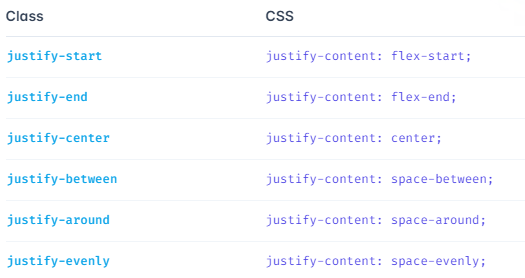 Class CSS
justify-start justify-content: flex-start;
justify-end justify-content: flex-end;
justify-center justify-content: center;
justify-between justify-content: space-between;
justify-around justify-content: space-around;
justify-evenly justify-content: space-evenly;